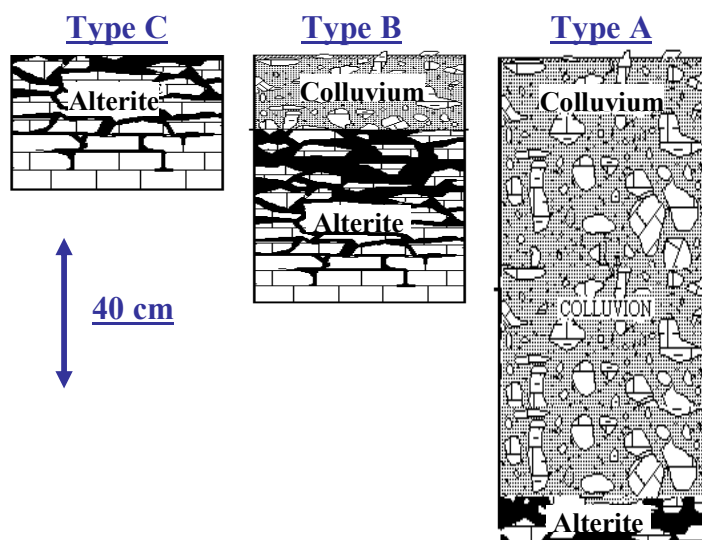 Type C
Type B
Type A
Alterite
Colluvium
Colluvium
Alterite
40 cm
COLLUVION
Alterite